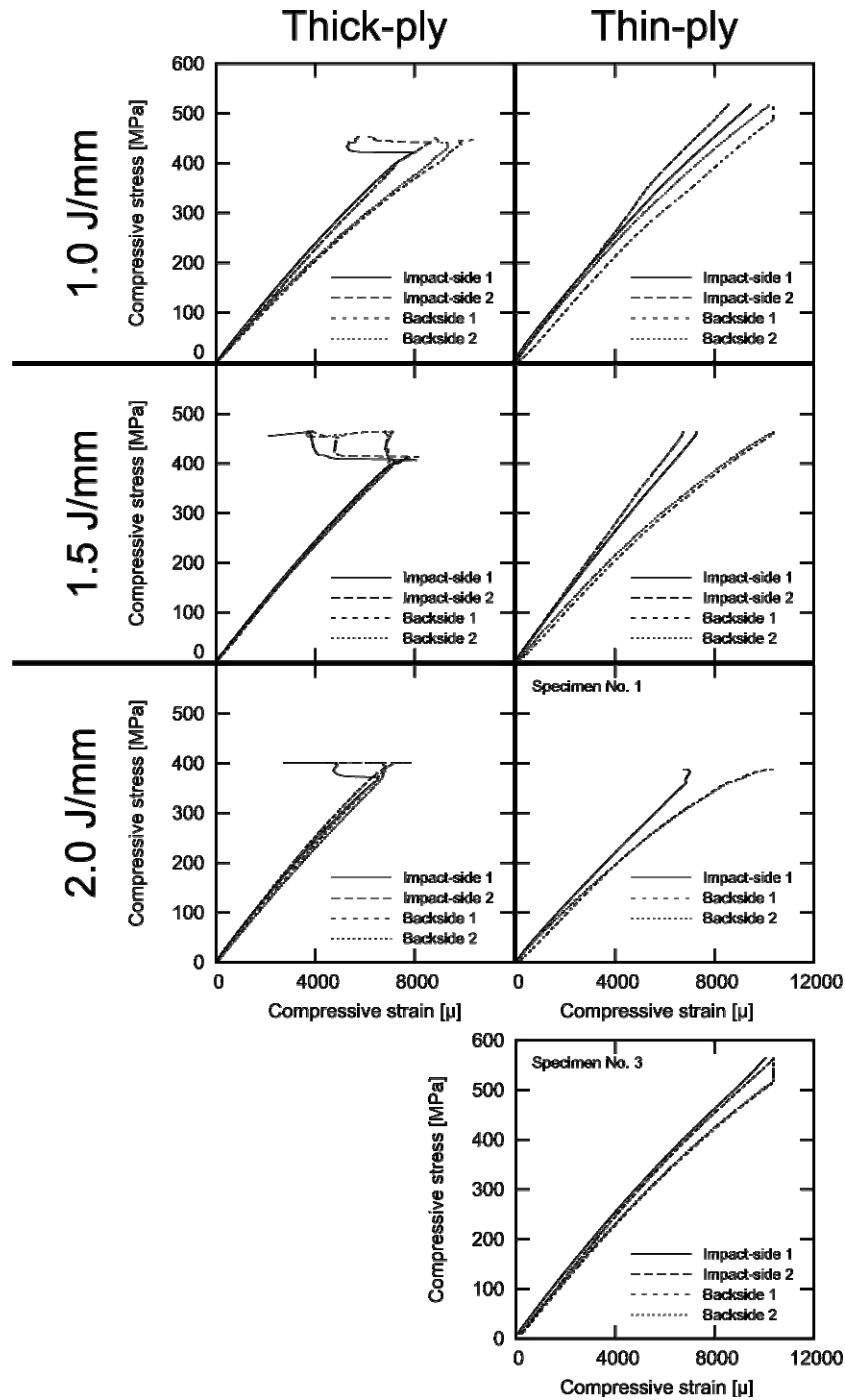 Thick-ply
Thin-ply
1.0 J/mm
Compressive stress [MPa]
600
500
400
300
200
100
0
Impact-side 1
Impact-side 2
Backside 1
Backside 2
Impact-side 1
Impact-side 2
Backside 1
Backside 2
1.5 J/mm
Compressive stress [MPa]
500
400
300
200
100
0
Impact-side 1
Impact-side 2
Backside 1
Backside 2
Impact-side 1
Impact-side 2
Backside 1
Backside 2
2.0 J/mm
Compressive stress [MPa]
500
400
300
200
100
0
Impact-side 1
Impact-side 2
Backside 1
Backside 2
0 4000 8000
Compressive strain [μ]
Specimen No. 1
Impact-side 1
Backside 1
Backside 2
0 4000 8000 12000
Compressive strain [μ]
Compressive stress [MPa]
600
500
400
300
200
100
0
Specimen No. 3
Impact-side 1
Impact-side 2
Backside 1
Backside 2
0 4000 8000 12000
Compressive strain [μ]